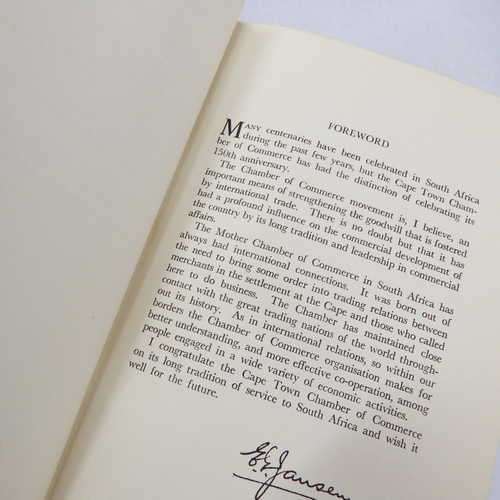 FOREWORD
MANY centenaries have been celebrated in South Africa
during the past few years, but the Cape Town Cham-
ber of Commerce has had the distinction of celebrating its
150th anniversary.
The Chamber of Commerce movement is, I believe, an
important means of strengthening the goodwill that is fostered
by international trade. There is no doubt but that it has
had a profound influence on the commercial development of
the country by its long tradition and leadership in commercial
affairs.
The Mother Chamber of Commerce in South Africa has
always had international connections. It was born out of
the need to bring some order into trading relations between
merchants in the settlement at the Cape and those who called
here to do business. The Chamber has maintained close
contact with the great trading nations of the world through-
out its history. As in international relations, so within our
borders the Chamber of Commerce organisation makes for
better understanding, and more effective co-operation, among
people engaged in a wide variety of economic activities.
I congratulate the Cape Town Chamber of Commerce
on its long tradition of service to South Africa and wish it
well for the future.
E.G. Jansen